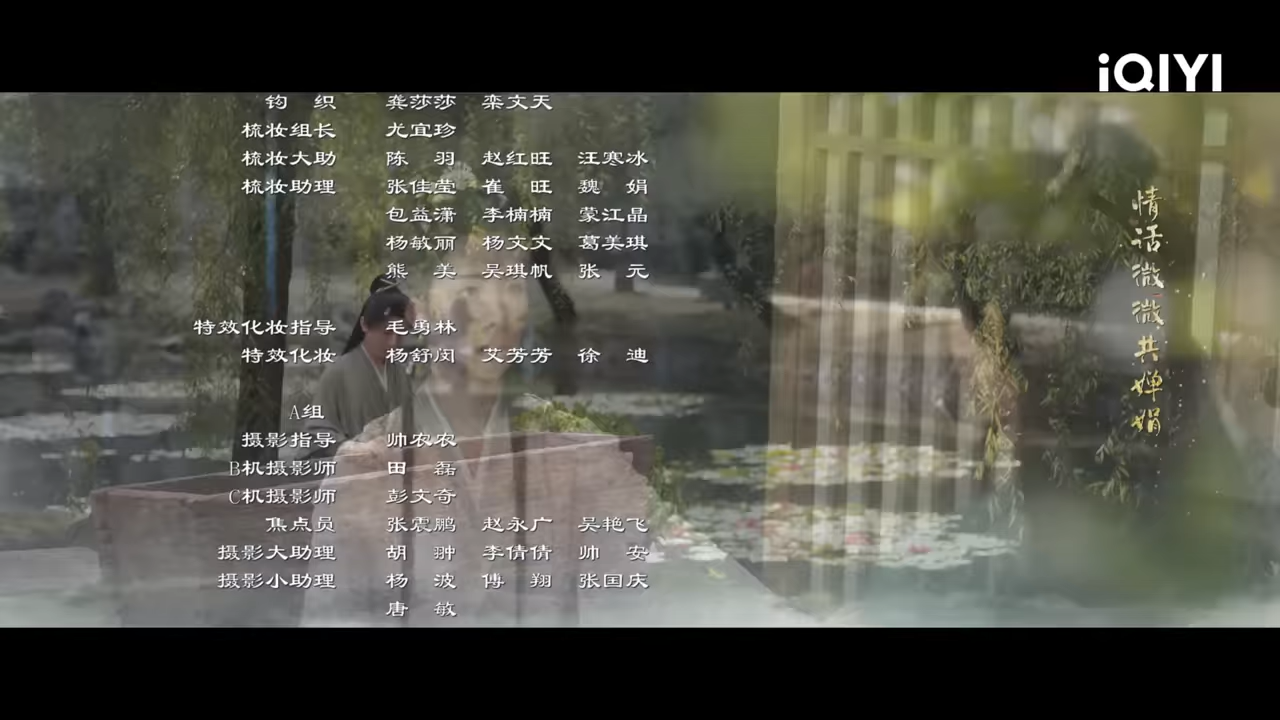 iQIYI
钩 织 龚莎莎 栾文天
梳妆组长 尤宜珍
梳妆大助 陈 羽 赵红旺 汪寒冰
梳妆助理 张佳莹 崔 旺 魏 娟
包益潇 李楠楠 蒙江晶
杨敏丽 杨文文 葛美琪
熊 美 吴琪帆 张 元
特效化妆指导 毛勇林
特效化妆 杨舒闵 艾芳芳 徐 迪
A组
摄影指导 帅农农
B机摄影师 田 磊
C机摄影师 彭文奇
焦点员 张震鹏 赵永广 吴艳飞
摄影大助理 胡 翀 李倩倩 帅 安
摄影小助理 杨 波 傅 翔 张国庆
唐 敏
情话微微共婵娟